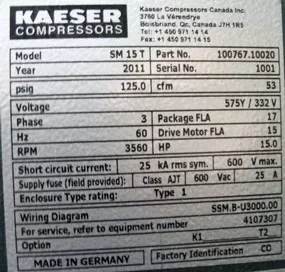 KAESER
COMPRESSORS
Kaeser Compressors Canada Inc.
3760 La Vérendrye
Boisbriand, Qc, Canada J7H 1R5
Tel: +1 450 971 14 14
Fax: +1 450 971 14 15
Model SM 15 T Part No. 100767.10020
Year 2011 Serial No. 1001
psig 125.0 cfm 53
Voltage 575Y / 332 V
Phase 3 Package FLA 17
Hz 60 Drive Motor FLA 15
RPM 3560 HP 15.0
Short circuit current: 25 kA rms sym. 600 V max.
Supply fuse (field provided): Class AJT 600 Vac 25 A
Enclosure Type rating: Type 1
Wiring Diagram SSM.B-U3000.00
For service, refer to equipment number 4107307
Option K1 T2
MADE IN GERMANY Factory Identification CO